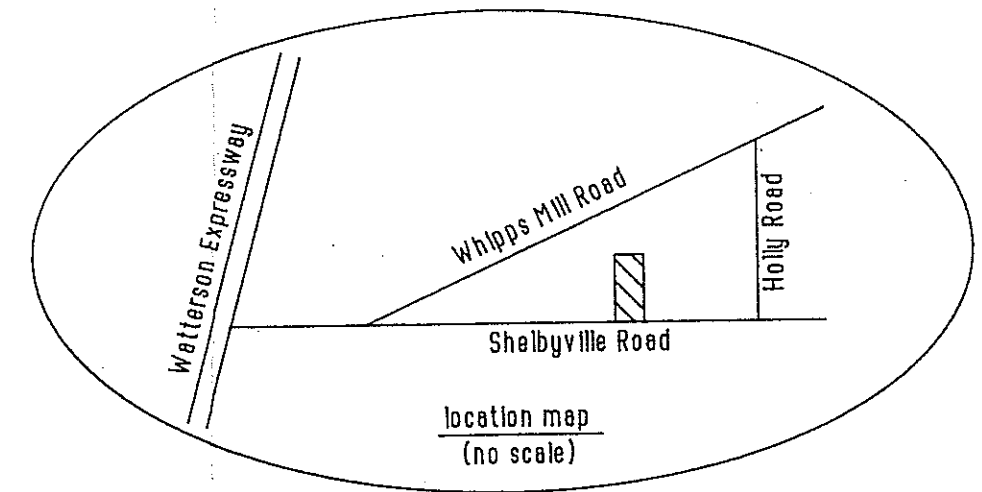 Watterson Expressway
Whipps Mill Road
Holly Road
Shelbyville Road
location map
(no scale)